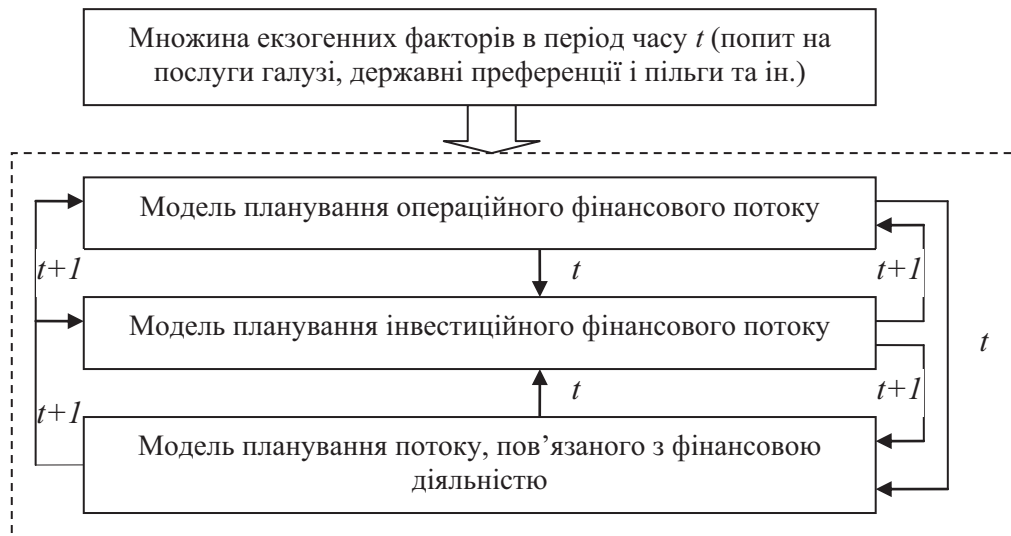 Множина екзогенних факторів в період часу t (попит на
послуги галузі, державні преференції і пільги та ін.)
Модель планування операційного фінансового потоку
t+1
t
t+1
Модель планування інвестиційного фінансового потоку
t
t+1
t
t+1
Модель планування потоку, пов’язаного з фінансовою
діяльністю